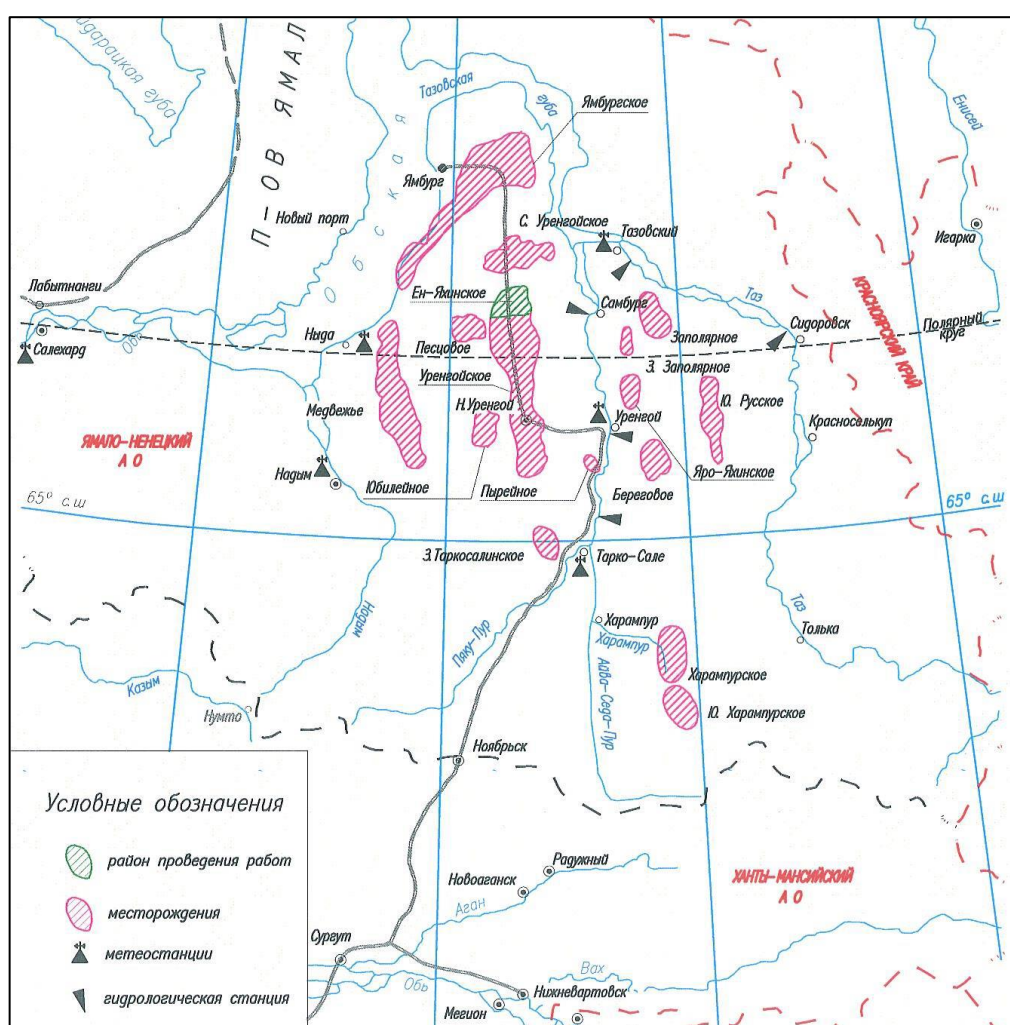 Байдарацкая губа
П-ОВ ЯМАЛ
Обская
Тазовская
губа
Ямбургское
Енисей
Ямбург
Новый порт
С. Уренгойское
Тазовский
Игарка
Лабытнанги
Ен-Яхинское
Самбург
Таз
КРАСНОЯРСКИЙ КРАЙ
Салехард
Обь
Ныда
Песцовое
Заполярное
Сидоровск
Полярный
круг
Уренгойское
З. Заполярное
Медвежье
Н.Уренгой
Уренгой
Ю. Русское
Красноселькуп
ЯМАЛО-НЕНЕЦКИЙ
А О
Надым
Юбилейное
Пырейное
Яро-Яхинское
Береговое
65° с.ш
65° с.ш
З.Таркосалинское
Тарко-Сале
Надым
Пяку-Пур
Харампур
Харампур
Таз
Толька
Казым
Нумто
Харампурское
Айва-Седа-Пур
Ю. Харампурское
Ноябрьск
Условные обозначения
район проведения работ
месторождения
метеостанции
гидрологическая станция
Радужный
Новоаганск
Аган
ХАНТЫ-МАНСИЙСКИЙ
А О
Сургут
Обь
Вах
Нижневартовск
Мегион